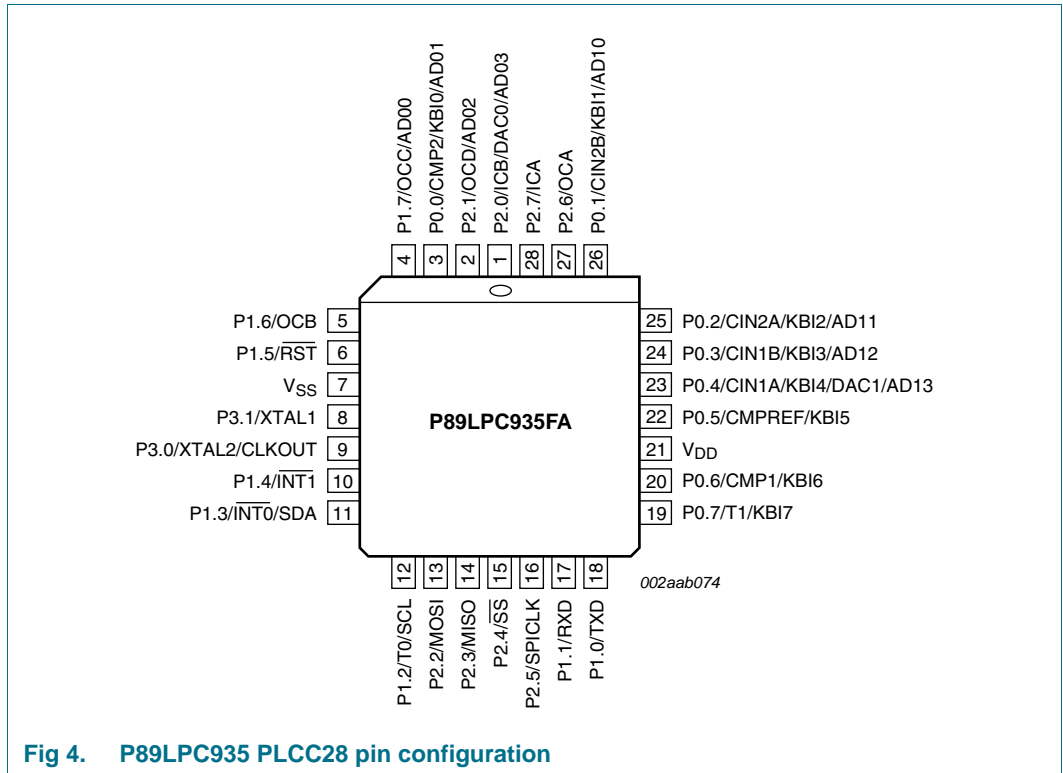 P1.7/OCC/AD00
P0.0/CMP2/KBI0/AD01
P2.1/OCD/AD02
P2.0/ICB/DAC0/AD03
P2.7/ICA
P2.6/OCA
P0.1/CIN2B/KBI1/AD10
4 3 2 1 28 27 26
P1.6/OCB 5
P1.5/R̅S̅T̅ 6
VSS 7
P3.1/XTAL1 8
P3.0/XTAL2/CLKOUT 9
P1.4/I̅N̅T̅1̅ 10
P1.3/I̅N̅T̅0̅/SDA 11
P89LPC935FA
25 P0.2/CIN2A/KBI2/AD11
24 P0.3/CIN1B/KBI3/AD12
23 P0.4/CIN1A/KBI4/DAC1/AD13
22 P0.5/CMPREF/KBI5
21 VDD
20 P0.6/CMP1/KBI6
19 P0.7/T1/KBI7
12 13 14 15 16 17 18
P1.2/T0/SCL
P2.2/MOSI
P2.3/MISO
P2.4/S̅S̅
P2.5/SPICLK
P1.1/RXD
P1.0/TXD
002aab074
Fig 4. P89LPC935 PLCC28 pin configuration